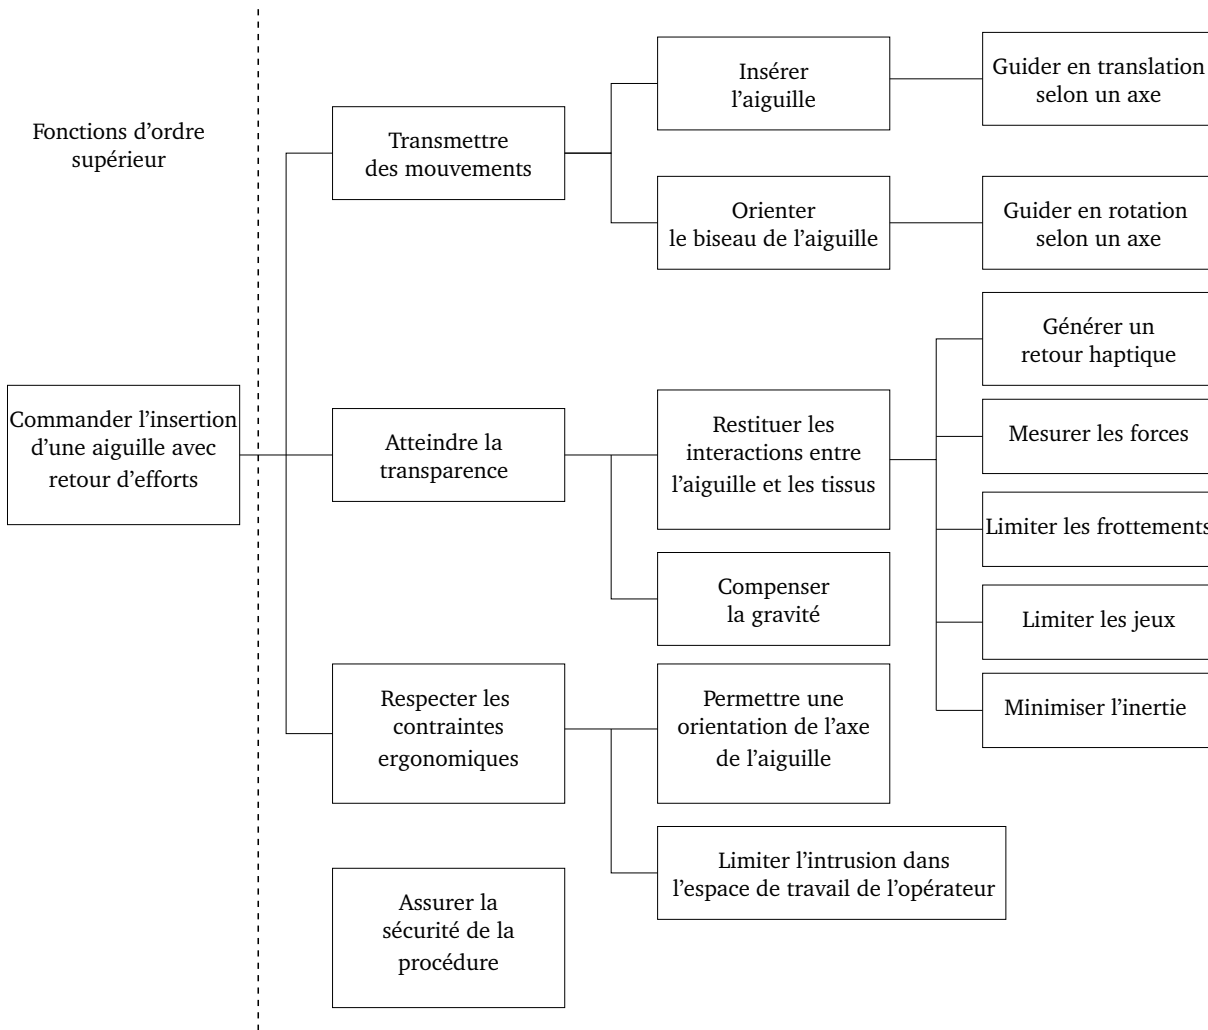 Fonctions d'ordre
supérieur
Commander l'insertion
d'une aiguille avec
retour d'efforts
Transmettre
des mouvements
Insérer
l'aiguille
Guider en translation
selon un axe
Orienter
le biseau de l'aiguille
Guider en rotation
selon un axe
Atteindre la
transparence
Restituer les
interactions entre
l'aiguille et les tissus
Générer un
retour haptique
Mesurer les forces
Limiter les frottements
Limiter les jeux
Minimiser l'inertie
Compenser
la gravité
Respecter les
contraintes
ergonomiques
Permettre une
orientation de l'axe
de l'aiguille
Limiter l'intrusion dans
l'espace de travail de l'opérateur
Assurer la
sécurité de la
procédure